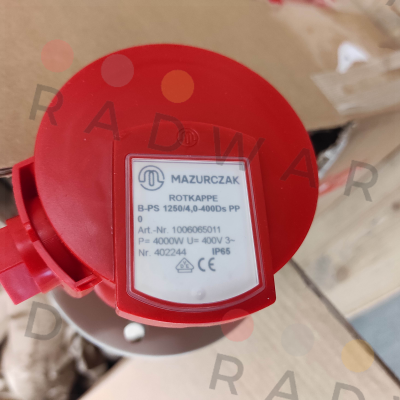 MAZURCZAK
ROTKAPPE
B-PS 1250/4,0-400Ds PP
0
Art.-Nr. 1006065011
P= 4000W U= 400V 3~
Nr. 402244 IP65
CE
RADWAR
RADWAR